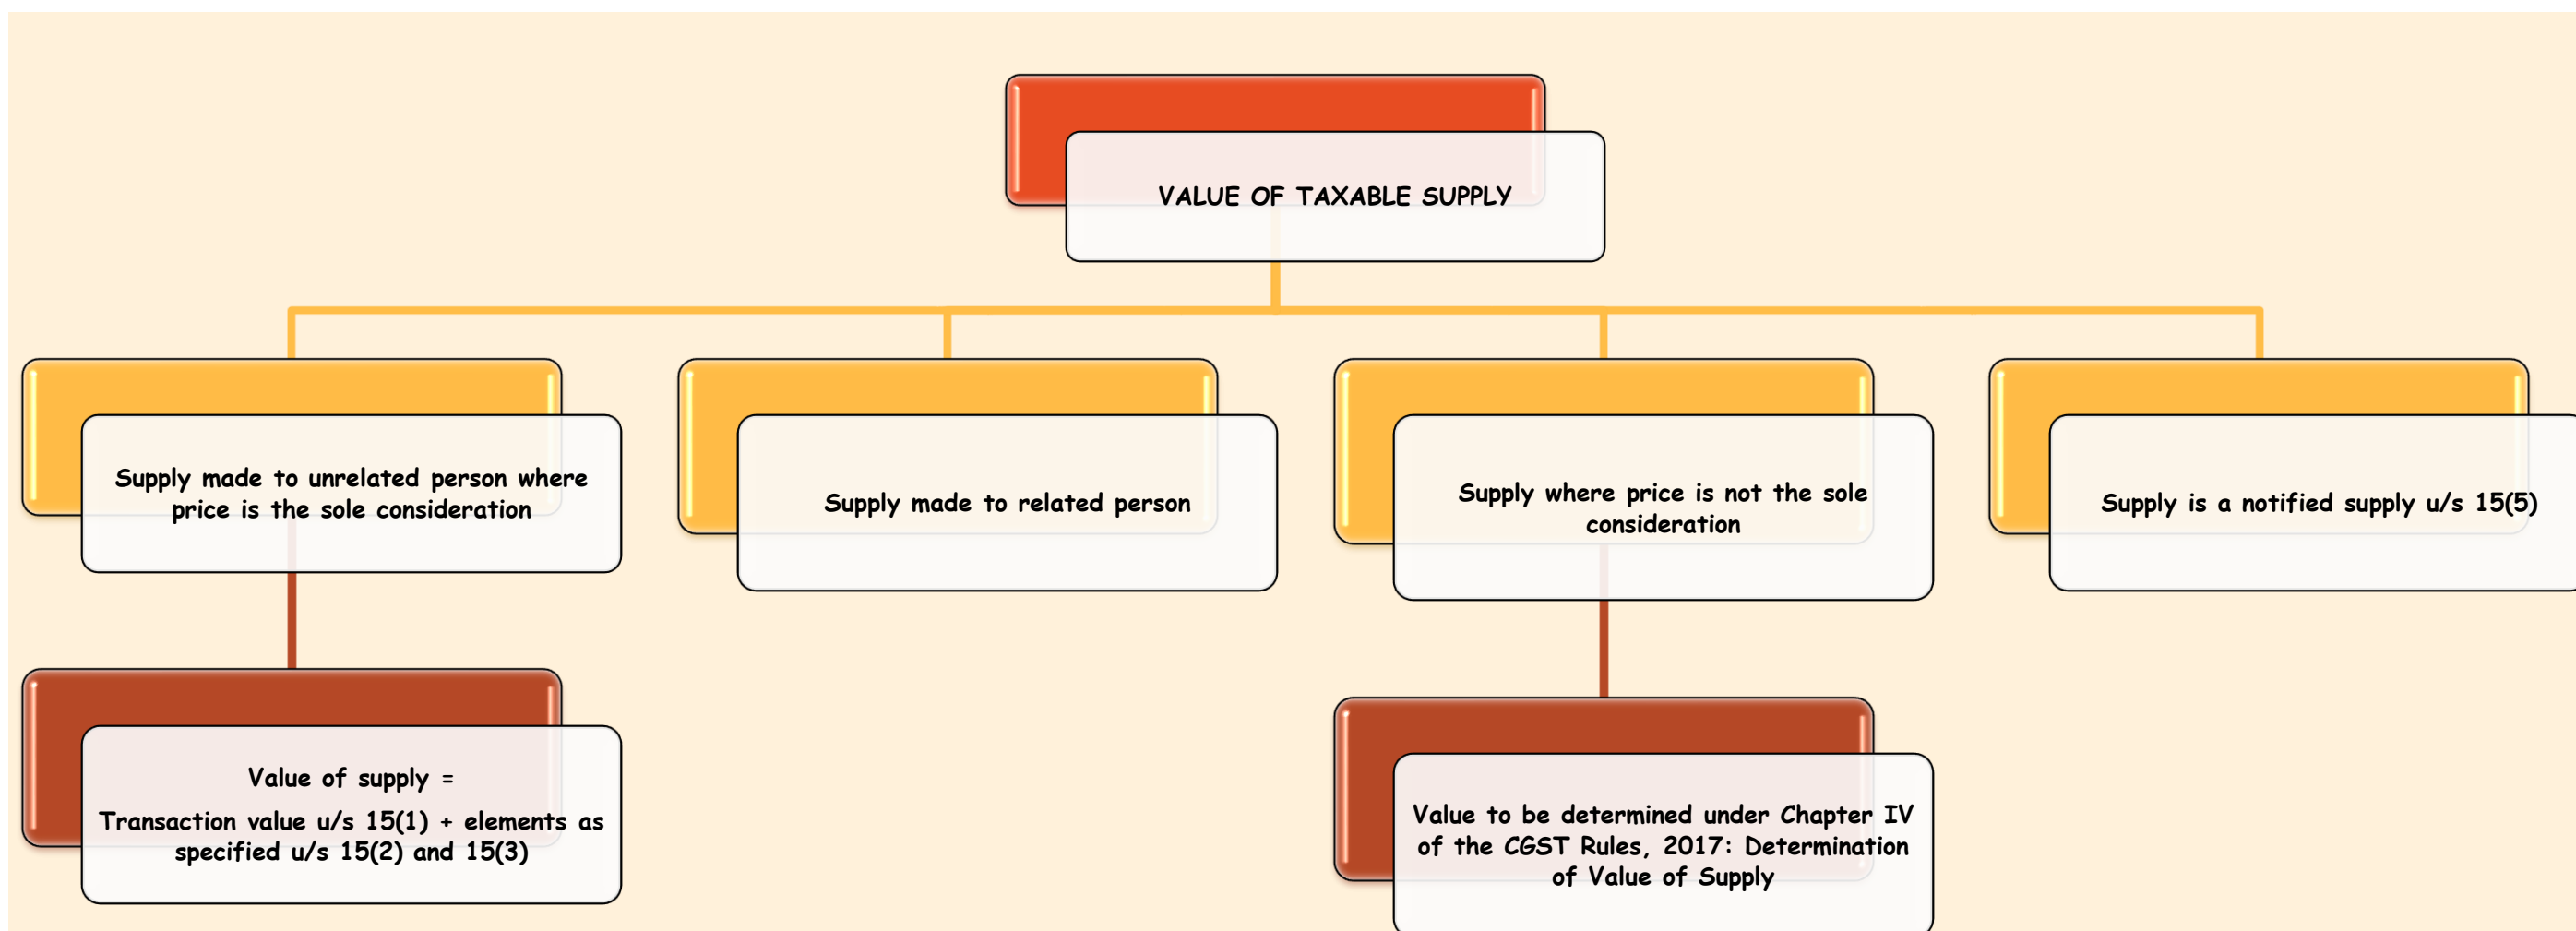 VALUE OF TAXABLE SUPPLY
Supply made to unrelated person where
price is the sole consideration
Supply made to related person
Supply where price is not the sole
consideration
Supply is a notified supply u/s 15(5)
Value of supply =
Transaction value u/s 15(1) + elements as
specified u/s 15(2) and 15(3)
Value to be determined under Chapter IV
of the CGST Rules, 2017: Determination
of Value of Supply